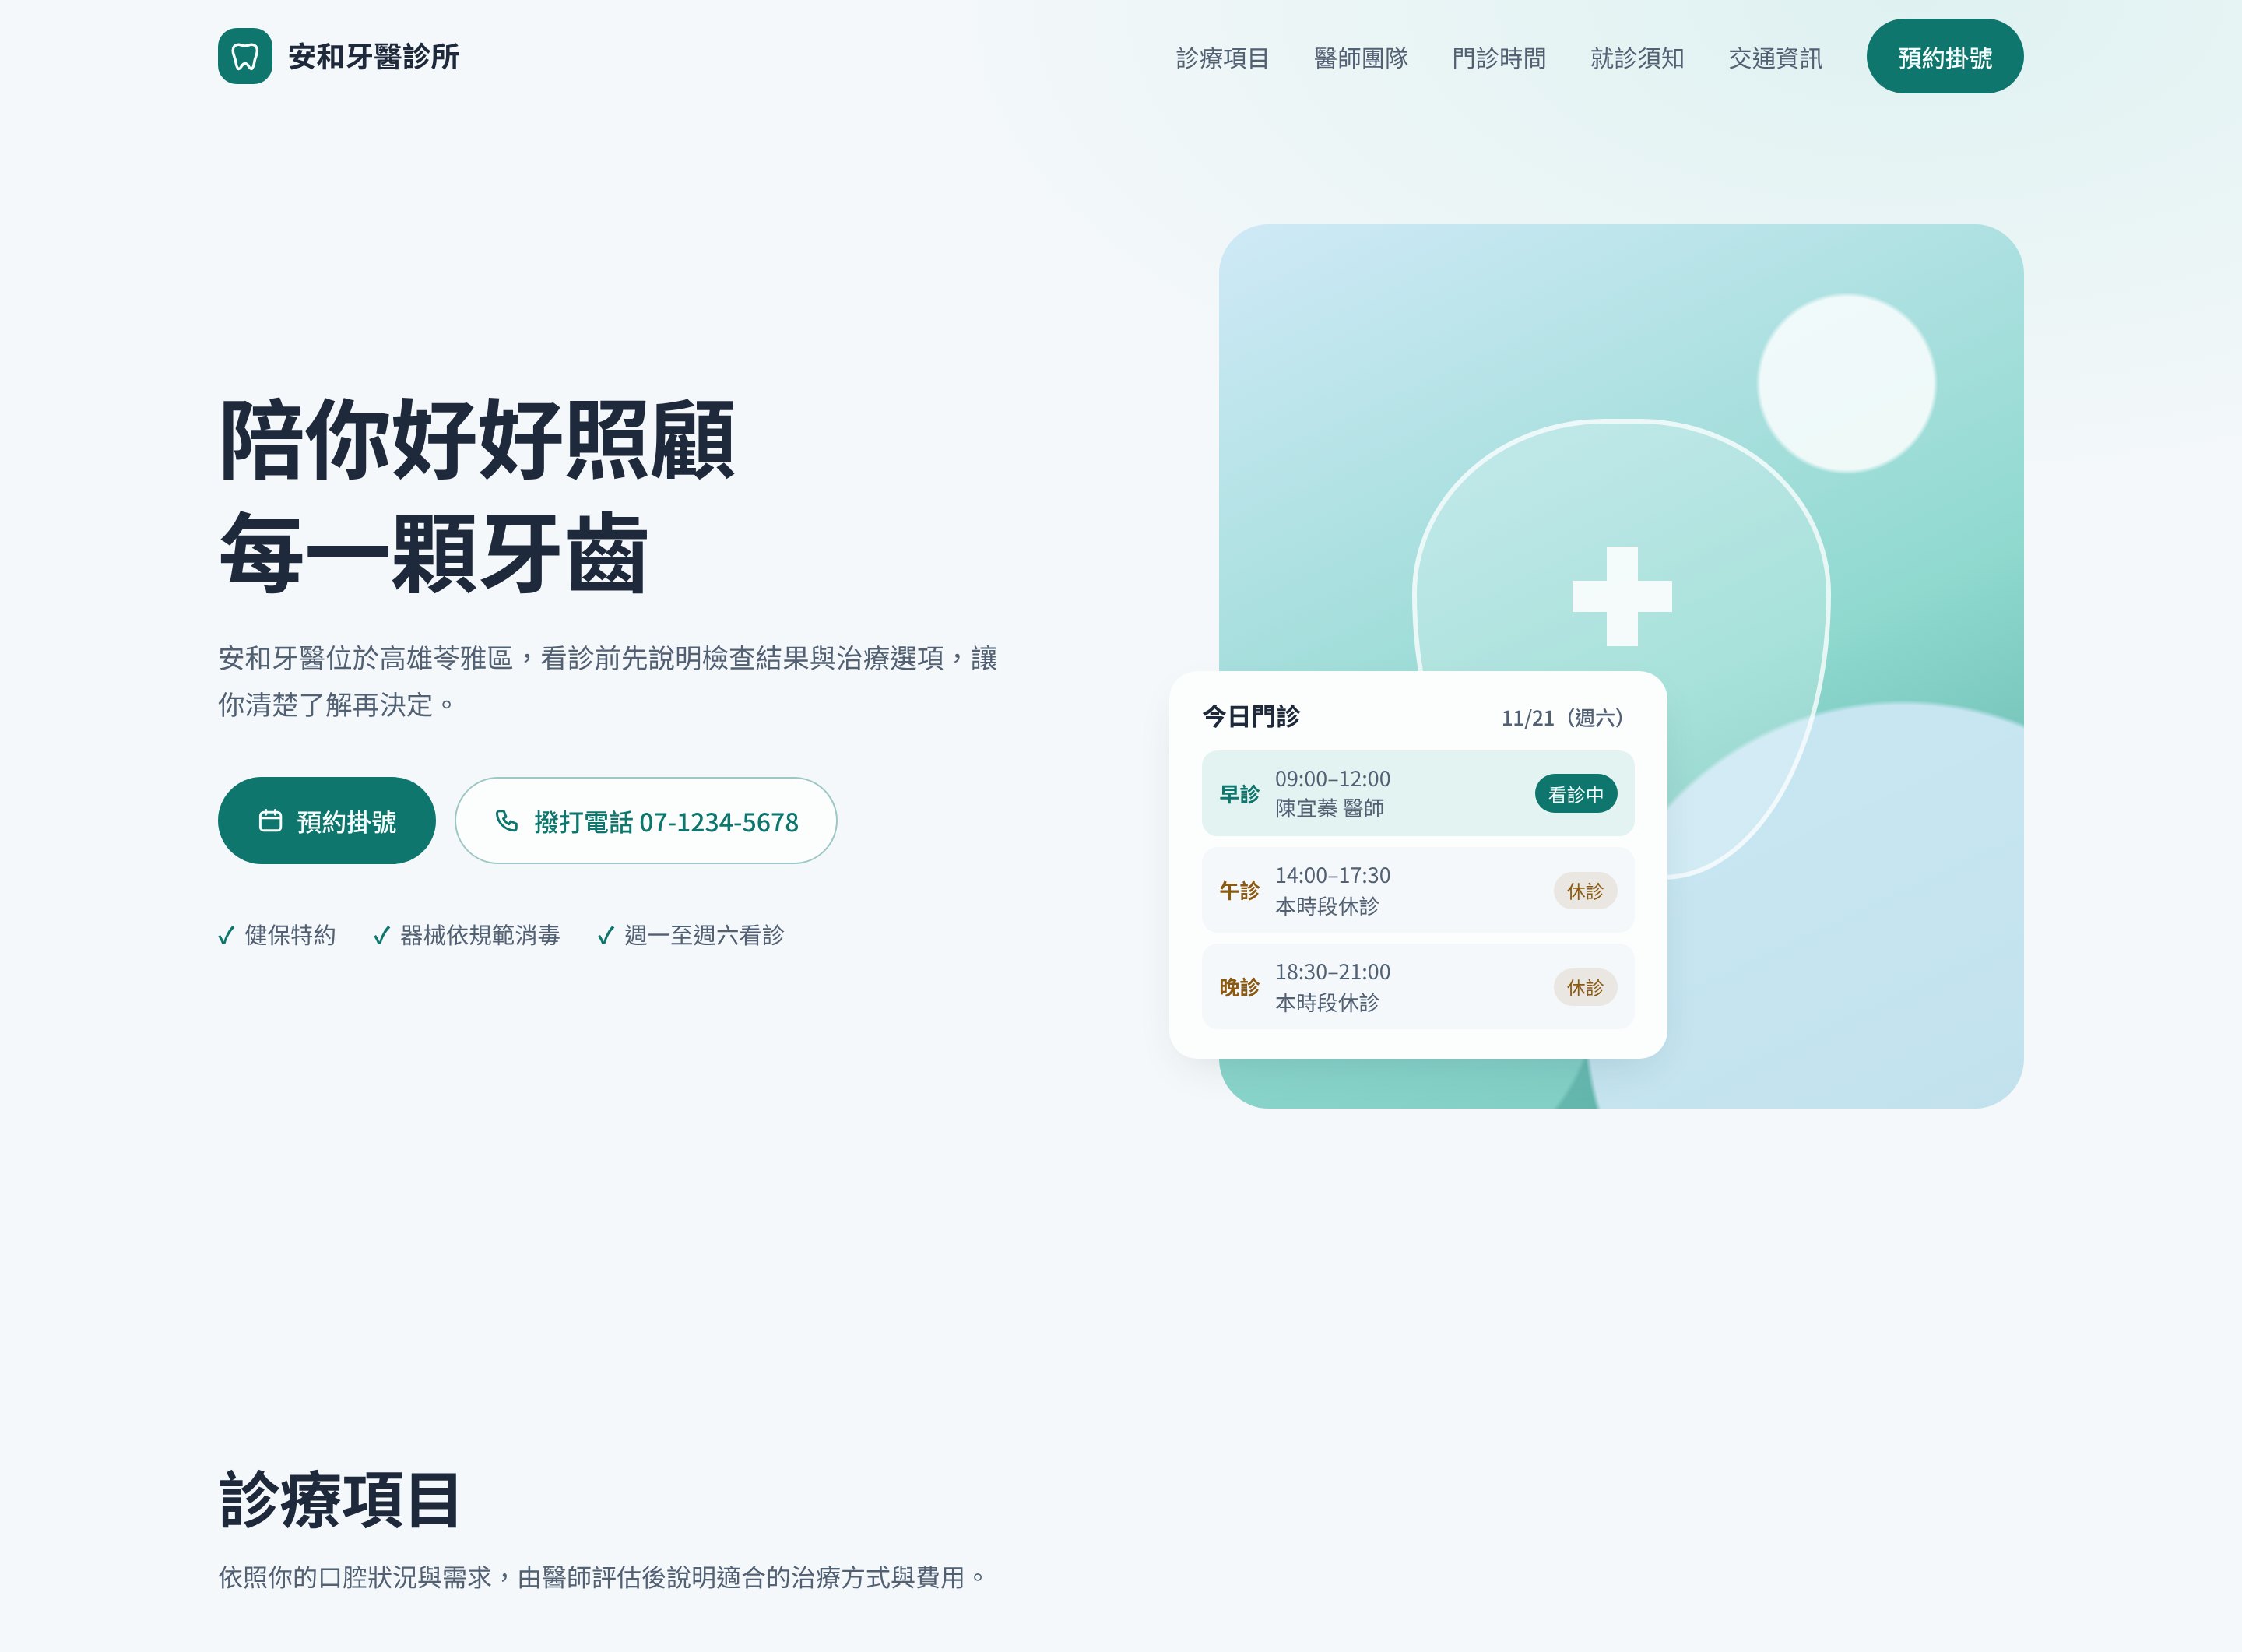 安和牙醫診所
診療項目
醫師團隊
門診時間
就診須知
交通資訊
預約掛號
陪你好好照顧
每一顆牙齒
安和牙醫位於高雄苓雅區，看診前先說明檢查結果與治療選項，讓
你清楚了解再決定。
預約掛號
撥打電話 07-1234-5678
健保特約
器械依規範消毒
週一至週六看診
今日門診
11/21（週六）
早診
09:00–12:00
陳宜蓁 醫師
看診中
午診
14:00–17:30
本時段休診
休診
晚診
18:30–21:00
本時段休診
休診
診療項目
依照你的口腔狀況與需求，由醫師評估後說明適合的治療方式與費用。